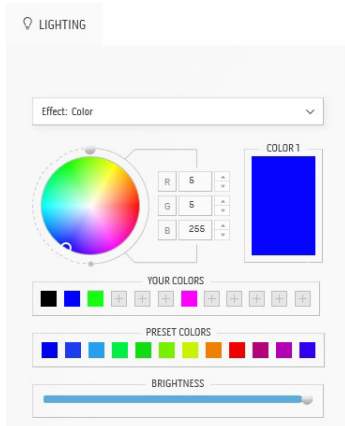 LIGHTING
Effect: Color
COLOR 1
R 5
G 5
B 255
YOUR COLORS
PRESET COLORS
BRIGHTNESS